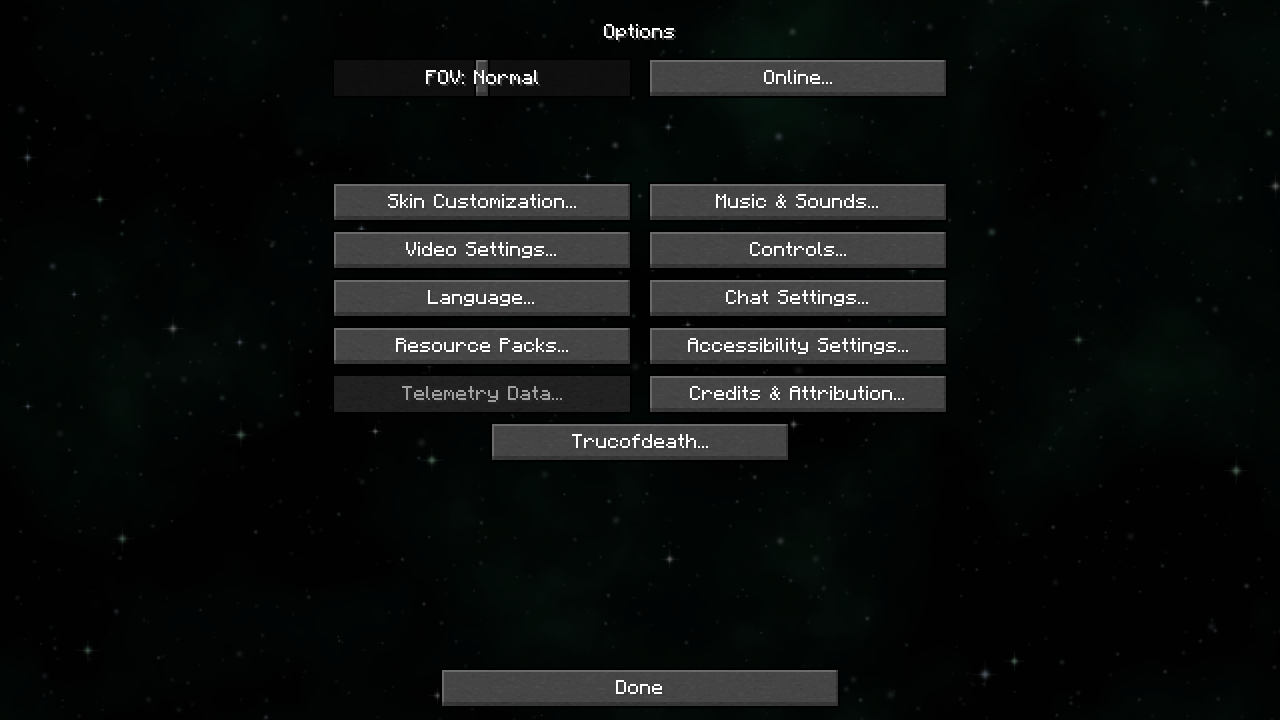 Options
FOV: Normal
Online...
Skin Customization...
Music & Sounds...
Video Settings...
Controls...
Language...
Chat Settings...
Resource Packs...
Accessibility Settings...
Telemetry Data...
Credits & Attribution...
Trucofdeath...
Done